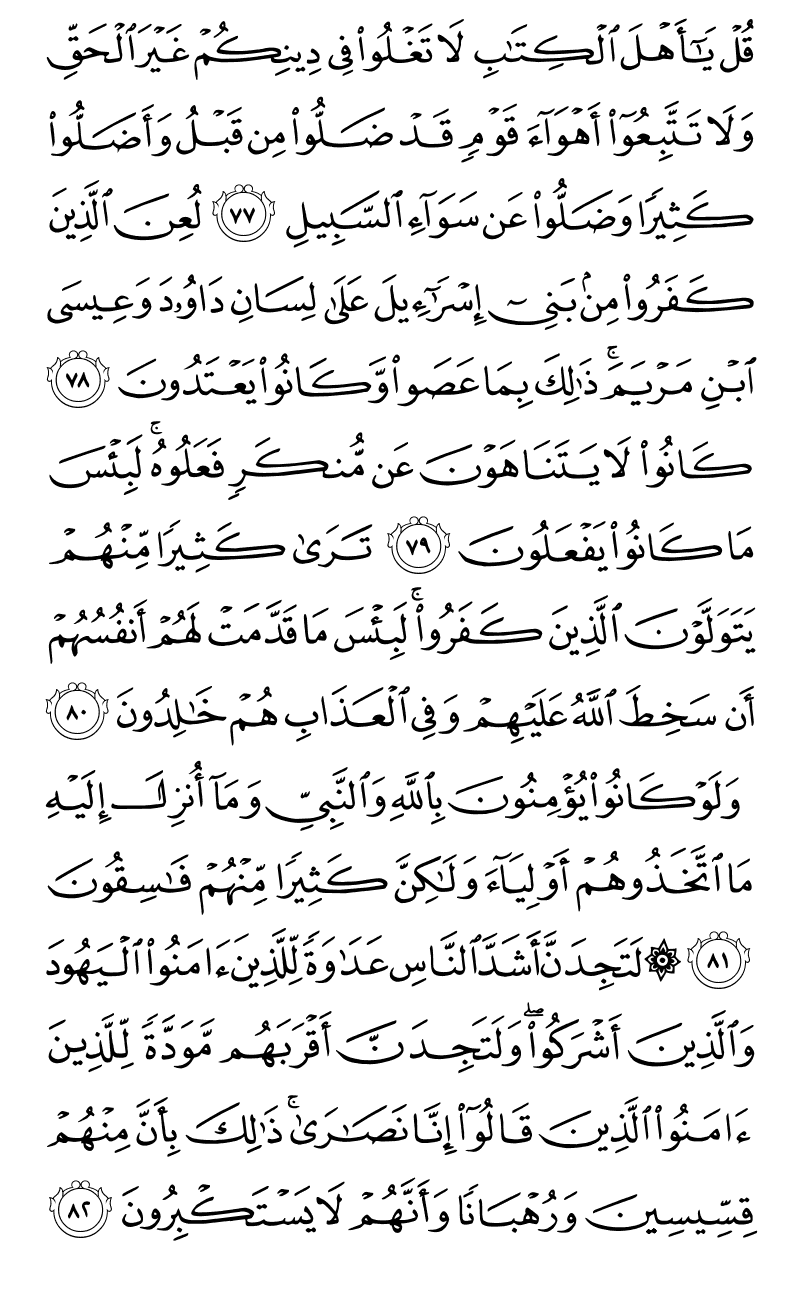 قُلْ يَـٰٓأَهْلَ ٱلْكِتَـٰبِ لَا تَغْلُوا۟ فِى دِينِكُمْ غَيْرَ ٱلْحَقِّ
وَلَا تَتَّبِعُوٓا۟ أَهْوَآءَ قَوْمٍۢ قَدْ ضَلُّوا۟ مِن قَبْلُ وَأَضَلُّوا۟
كَثِيرًۭا وَضَلُّوا۟ عَن سَوَآءِ ٱلسَّبِيلِ ٧٧ لُعِنَ ٱلَّذِينَ
كَفَرُوا۟ مِنۢ بَنِىٓ إِسْرَٰٓءِيلَ عَلَىٰ لِسَانِ دَاوُۥدَ وَعِيسَى
ٱبْنِ مَرْيَمَ ۚ ذَٰلِكَ بِمَا عَصَوا۟ وَّكَانُوا۟ يَعْتَدُونَ ٧٨
كَانُوا۟ لَا يَتَنَاهَوْنَ عَن مُّنكَرٍۢ فَعَلُوهُ ۚ لَبِئْسَ
مَا كَانُوا۟ يَفْعَلُونَ ٧٩ تَرَىٰ كَثِيرًۭا مِّنْهُمْ
يَتَوَلَّوْنَ ٱلَّذِينَ كَفَرُوا۟ ۚ لَبِئْسَ مَا قَدَّمَتْ لَهُمْ أَنفُسُهُمْ
أَن سَخِطَ ٱللَّهُ عَلَيْهِمْ وَفِى ٱلْعَذَابِ هُمْ خَـٰلِدُونَ ٨٠
وَلَوْ كَانُوا۟ يُؤْمِنُونَ بِٱللَّهِ وَٱلنَّبِىِّ وَمَآ أُنزِلَ إِلَيْهِ
مَا ٱتَّخَذُوهُمْ أَوْلِيَآءَ وَلَـٰكِنَّ كَثِيرًۭا مِّنْهُمْ فَـٰسِقُونَ
٨١ ۞ لَتَجِدَنَّ أَشَدَّ ٱلنَّاسِ عَدَٰوَةًۭ لِّلَّذِينَ ءَامَنُوا۟ ٱلْيَهُودَ
وَٱلَّذِينَ أَشْرَكُوا۟ ۖ وَلَتَجِدَنَّ أَقْرَبَهُم مَّوَدَّةًۭ لِّلَّذِينَ
ءَامَنُوا۟ ٱلَّذِينَ قَالُوٓا۟ إِنَّا نَصَـٰرَىٰ ۚ ذَٰلِكَ بِأَنَّ مِنْهُمْ
قِسِّيسِينَ وَرُهْبَانًۭا وَأَنَّهُمْ لَا يَسْتَكْبِرُونَ ٨٢